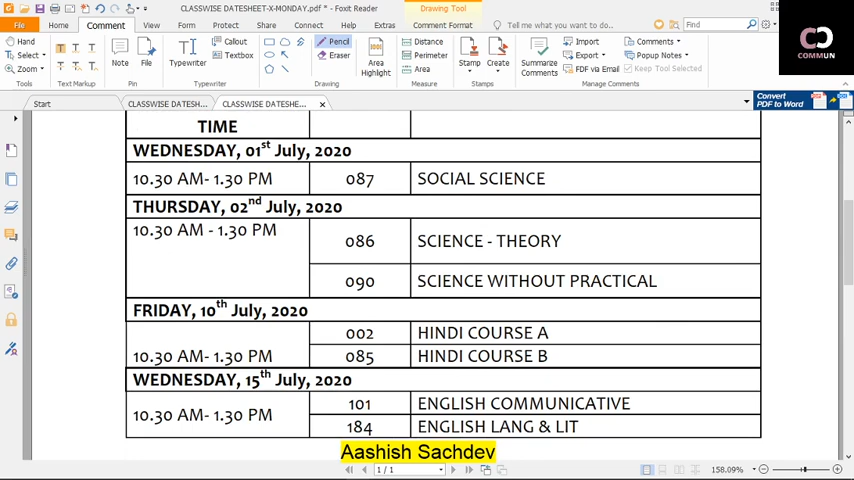 CLASSWISE DATESHEET-X-MONDAY.pdf * - Foxit Reader
Drawing Tool
File Home Comment View Form Protect Share Connect Help Extras Comment Format
Tell me what you want to do...
Find
Hand
Select
Zoom
Tools
Text Markup
Note
File
Pin
Typewriter
Callout
Textbox
Typewriter
Pencil
Eraser
Drawing
Area Highlight
Distance
Perimeter
Area
Measure
Stamp
Create
Stamps
Summarize Comments
Import
Export
FDF via Email
Comments
Popup Notes
Keep Tool Selected
Manage Comments
COMMUN
Start
CLASSWISE DATESH...
CLASSWISE DATESHE...
Convert PDF to Word
TIME
WEDNESDAY, 01st July, 2020
10.30 AM- 1.30 PM 087 SOCIAL SCIENCE
THURSDAY, 02nd July, 2020
10.30 AM - 1.30 PM 086 SCIENCE - THEORY
090 SCIENCE WITHOUT PRACTICAL
FRIDAY, 10th July, 2020
002 HINDI COURSE A
10.30 AM- 1.30 PM 085 HINDI COURSE B
WEDNESDAY, 15th July, 2020
10.30 AM- 1.30 PM 101 ENGLISH COMMUNICATIVE
184 ENGLISH LANG & LIT
Aashish Sachdev
1 / 1
158.09%